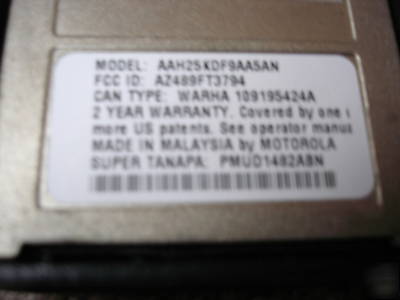 MODEL: AAH25KDF9AA5AN
FCC ID: AZ489FT3794
CAN TYPE: WARHA 109195424A
2 YEAR WARRANTY. Covered by one
more US patents. See operator manua
MADE IN MALAYSIA by MOTOROLA
SUPER TANAPA: PMUD1482ABN